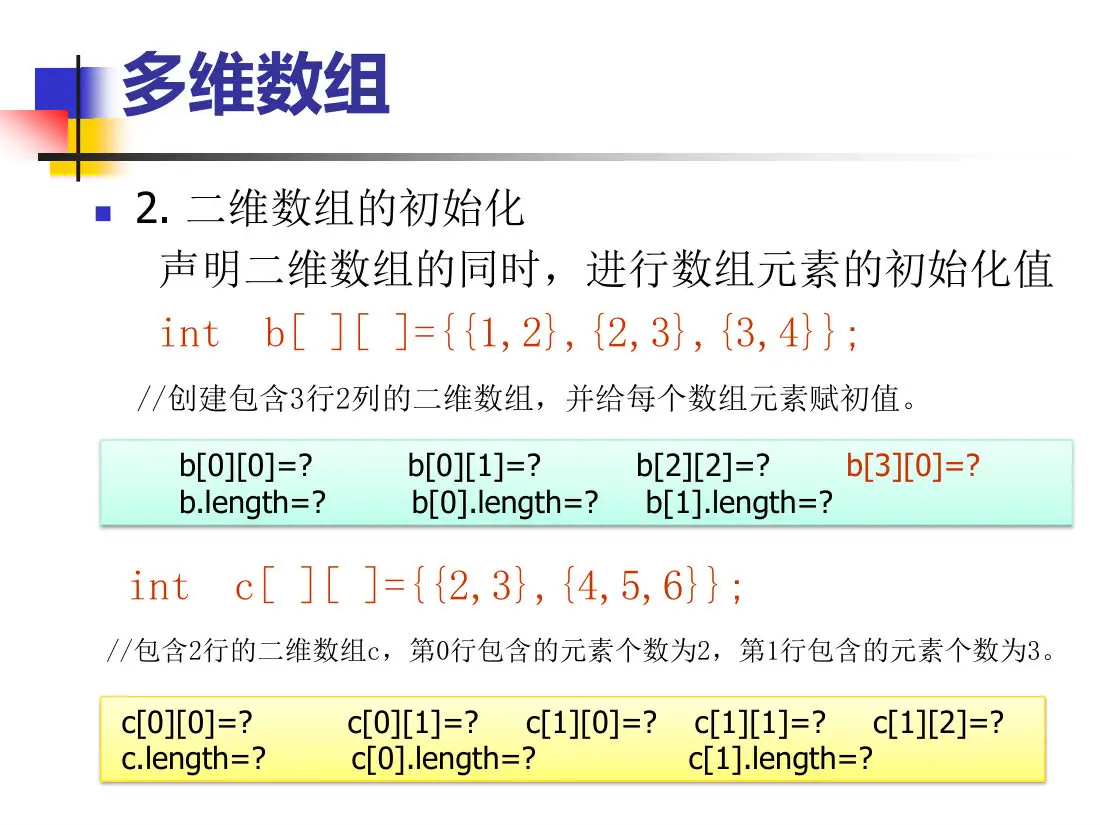 多维数组
2. 二维数组的初始化
声明二维数组的同时，进行数组元素的初始化值
int b[ ][ ]={{1,2},{2,3},{3,4}};
//创建包含3行2列的二维数组，并给每个数组元素赋初值。
b[0][0]=? b[0][1]=? b[2][2]=? b[3][0]=?
b.length=? b[0].length=? b[1].length=?
int c[ ][ ]={{2,3},{4,5,6}};
//包含2行的二维数组c，第0行包含的元素个数为2，第1行包含的元素个数为3。
c[0][0]=? c[0][1]=? c[1][0]=? c[1][1]=? c[1][2]=?
c.length=? c[0].length=? c[1].length=?